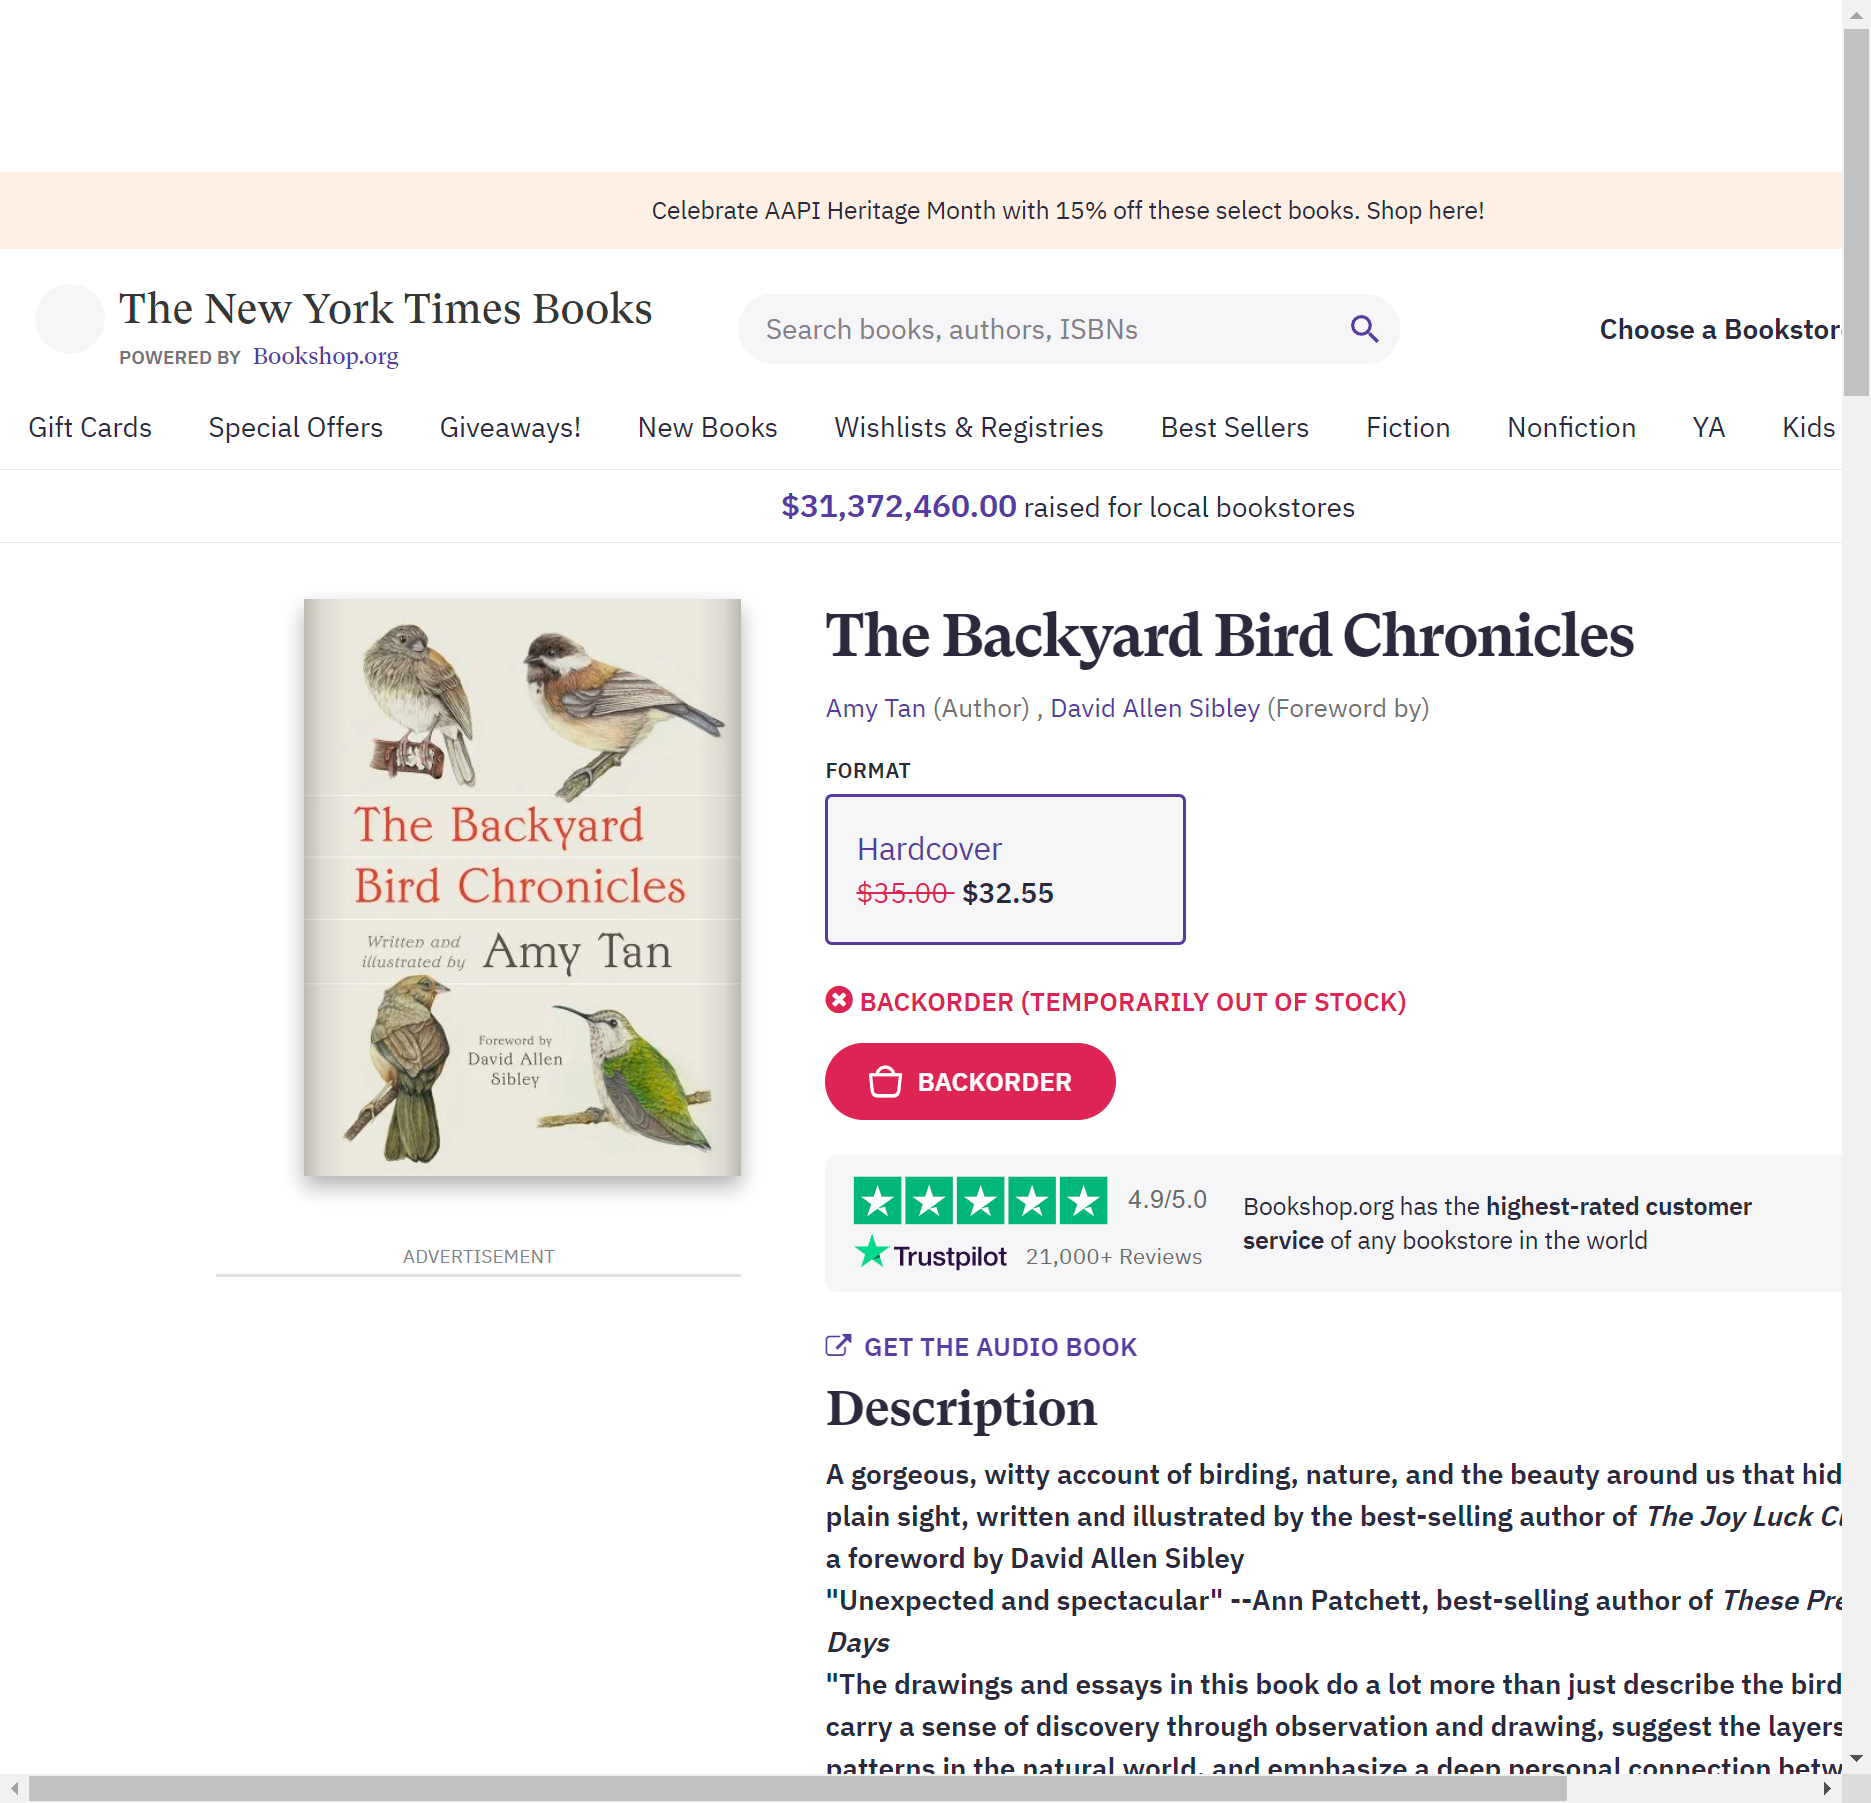 Celebrate AAPI Heritage Month with 15% off these select books. Shop here!
The New York Times Books
POWERED BY Bookshop.org
Search books, authors, ISBNs
Choose a Bookstore
Gift Cards Special Offers Giveaways! New Books Wishlists & Registries Best Sellers Fiction Nonfiction YA Kids
$31,372,460.00 raised for local bookstores
The Backyard
Bird Chronicles
Written and
illustrated by Amy Tan
Foreword by
David Allen
Sibley
ADVERTISEMENT
The Backyard Bird Chronicles
Amy Tan (Author) , David Allen Sibley (Foreword by)
FORMAT
Hardcover
$35.00 $32.55
BACKORDER (TEMPORARILY OUT OF STOCK)
BACKORDER
4.9/5.0
Trustpilot 21,000+ Reviews
Bookshop.org has the highest-rated customer
service of any bookstore in the world
GET THE AUDIO BOOK
Description
A gorgeous, witty account of birding, nature, and the beauty around us that hid
plain sight, written and illustrated by the best-selling author of The Joy Luck Cl
a foreword by David Allen Sibley
"Unexpected and spectacular" --Ann Patchett, best-selling author of These Pre
Days
"The drawings and essays in this book do a lot more than just describe the bird
carry a sense of discovery through observation and drawing, suggest the layers
patterns in the natural world, and emphasize a deep personal connection betw